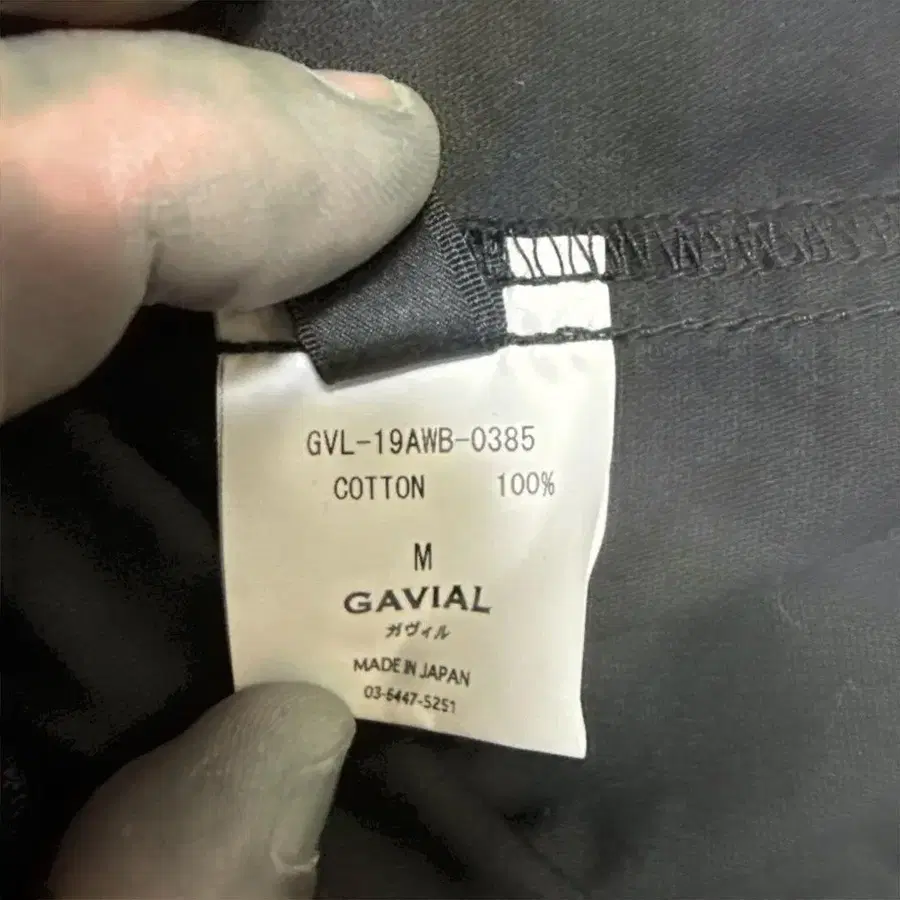 GVL-19AWB-0385
COTTON 100%
M
GAVIAL
ガヴィル
MADE IN JAPAN
03-6447-5251